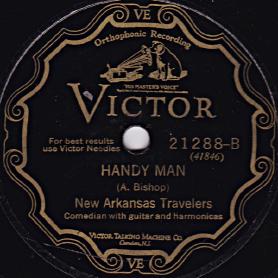 VE
Orthophonic Recording
"HIS MASTER'S VOICE"
VICTOR
For best results
use Victor Needles
21288-B
(41846)
HANDY MAN
(A. Bishop)
New Arkansas Travelers
Comedian with guitar and harmonicas
VICTOR TALKING MACHINE CO.
Camden, N.J.
VE